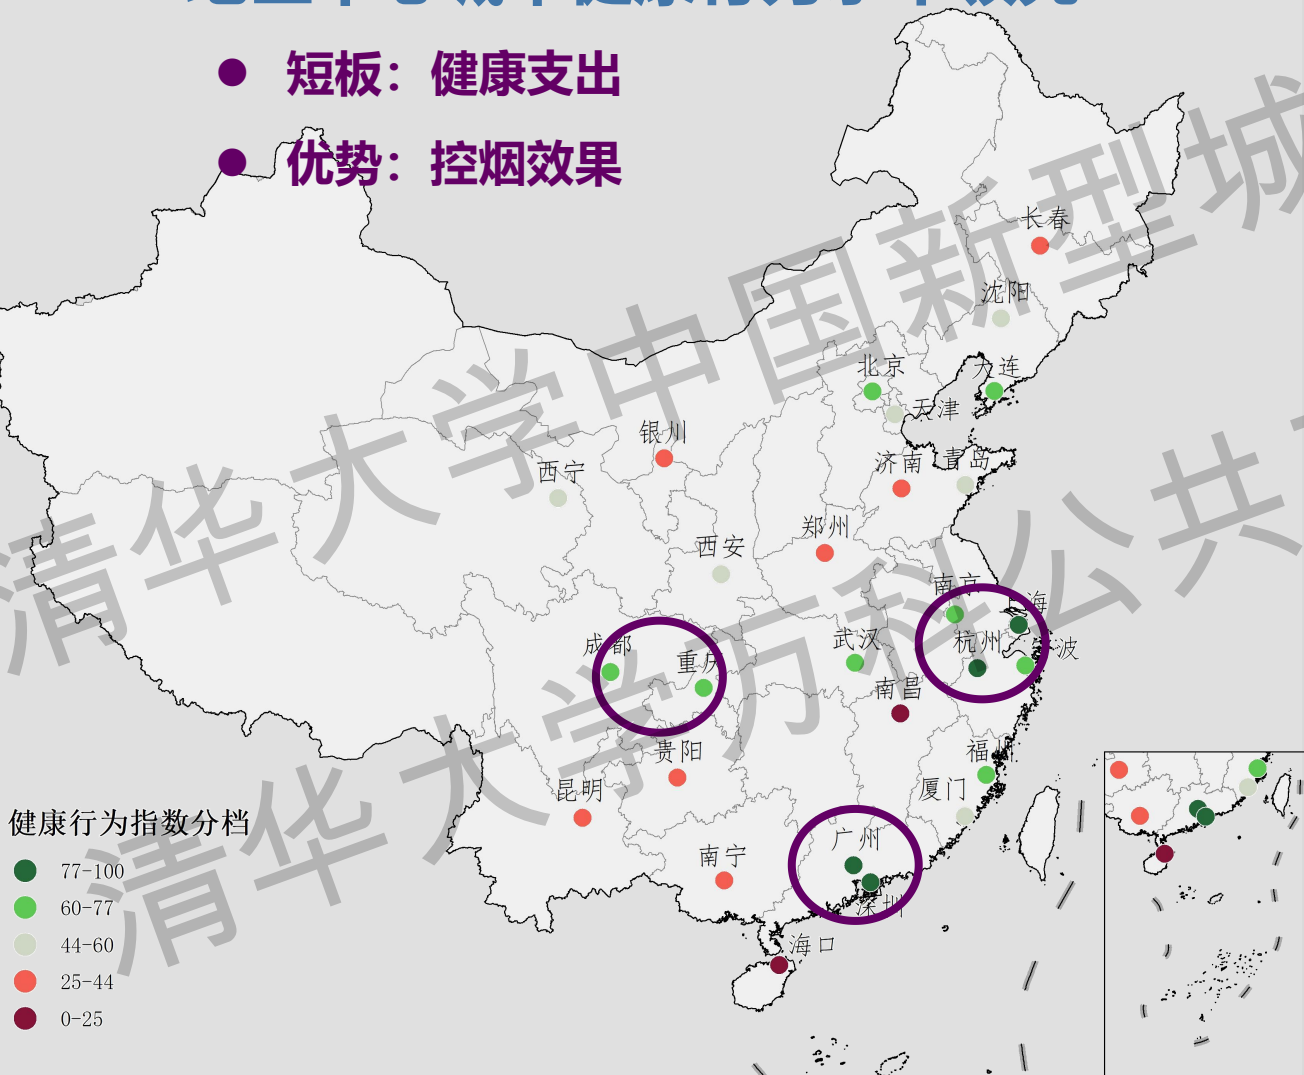 短板：健康支出
优势：控烟效果
长春
沈阳
北京
大连
天津
银川
西宁
济南
青岛
郑州
西安
南京
海
杭州
波
成都
重庆
武汉
南昌
贵阳
福州
昆明
厦门
广州
南宁
深圳
海口
健康行为指数分档
77-100
60-77
44-60
25-44
0-25
清华大学中国新型城
清华大学万科公共